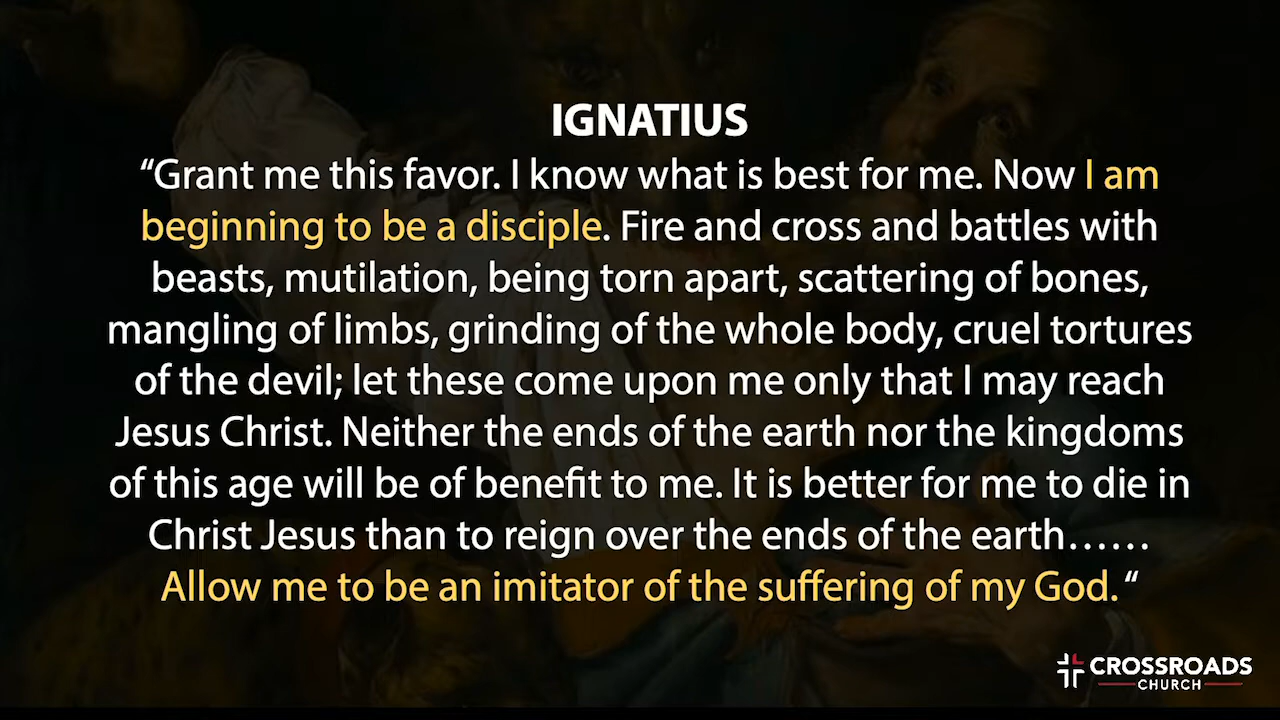 IGNATIUS
“Grant me this favor. I know what is best for me. Now I am
beginning to be a disciple. Fire and cross and battles with
beasts, mutilation, being torn apart, scattering of bones,
mangling of limbs, grinding of the whole body, cruel tortures
of the devil; let these come upon me only that I may reach
Jesus Christ. Neither the ends of the earth nor the kingdoms
of this age will be of benefit to me. It is better for me to die in
Christ Jesus than to reign over the ends of the earth……
Allow me to be an imitator of the suffering of my God. “
CROSSROADS
CHURCH